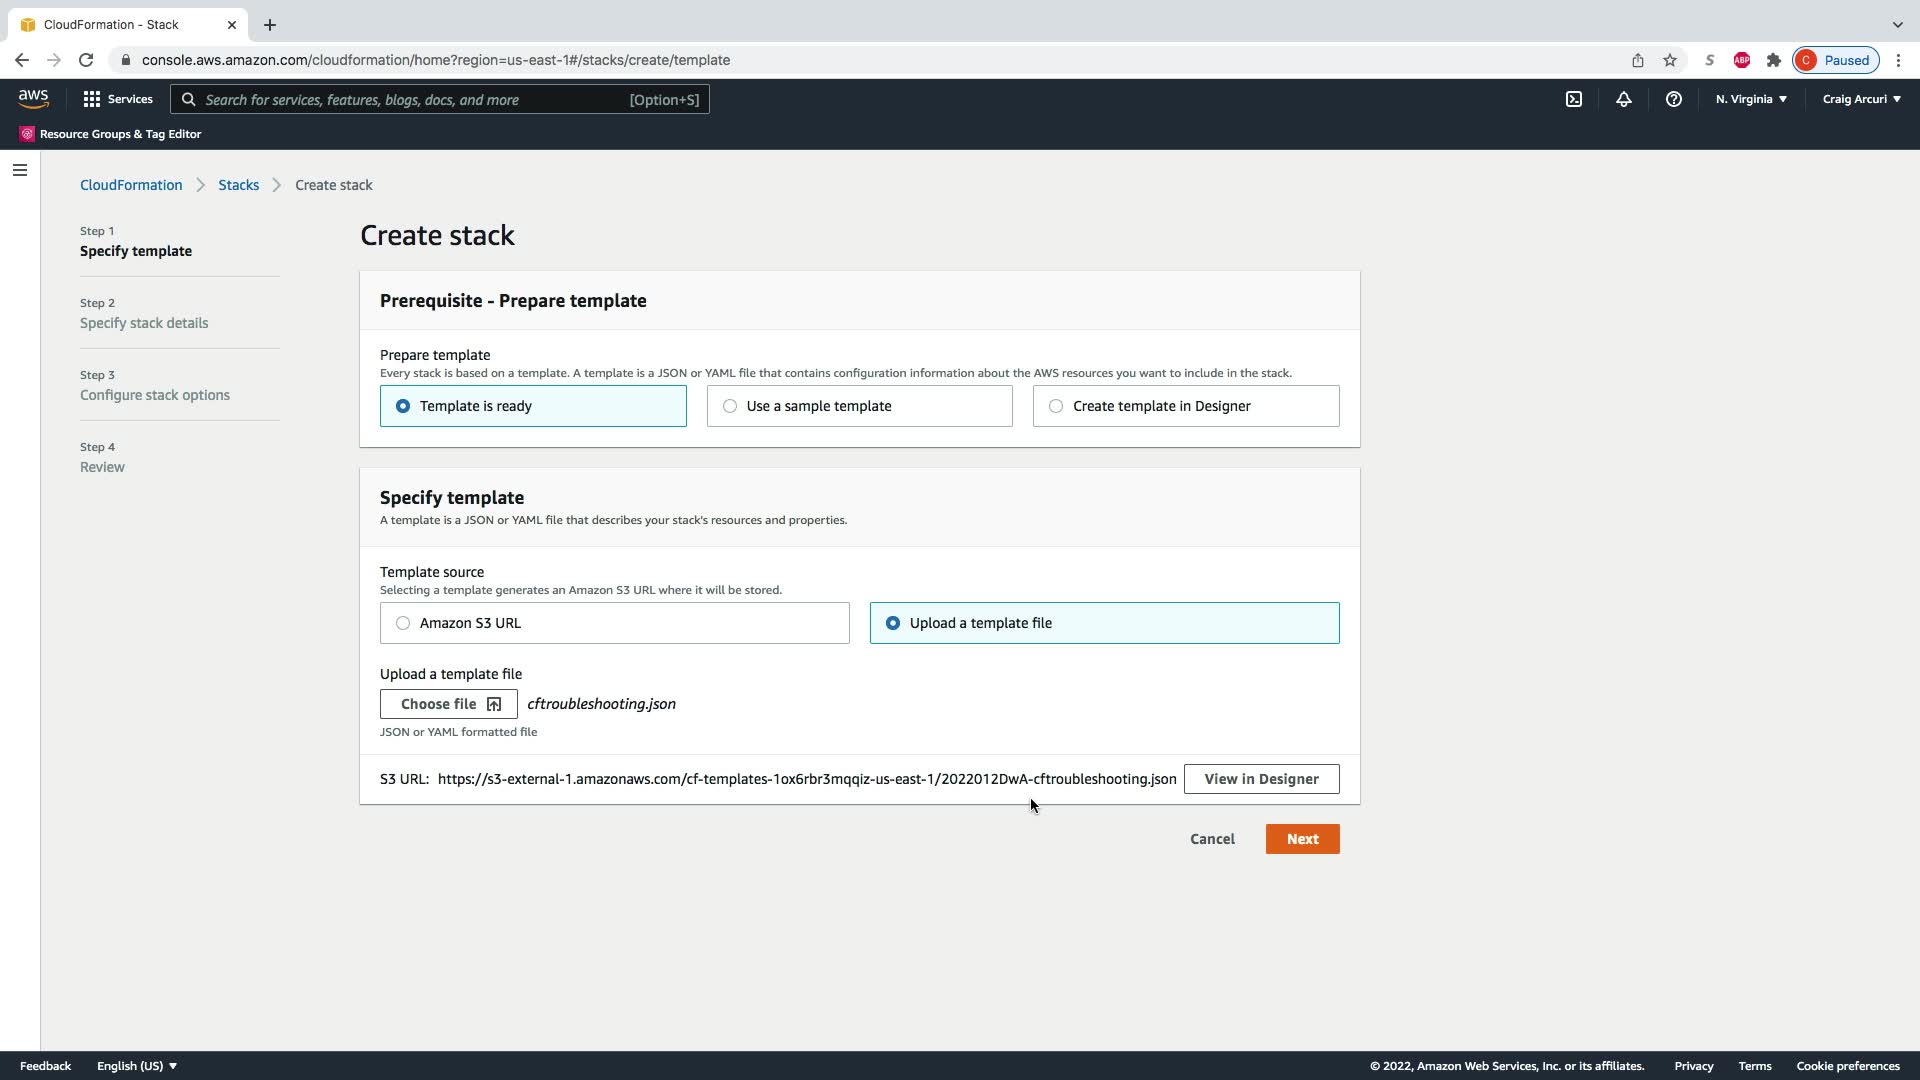 CloudFormation - Stack
console.aws.amazon.com/cloudformation/home?region=us-east-1#/stacks/create/template
S
ABP
C Paused
aws
Services
Search for services, features, blogs, docs, and more [Option+S]
N. Virginia
Craig Arcuri
Resource Groups & Tag Editor
CloudFormation
Stacks
Create stack
Step 1
Specify template
Step 2
Specify stack details
Step 3
Configure stack options
Step 4
Review
Create stack
Prerequisite - Prepare template
Prepare template
Every stack is based on a template. A template is a JSON or YAML file that contains configuration information about the AWS resources you want to include in the stack.
Template is ready
Use a sample template
Create template in Designer
Specify template
A template is a JSON or YAML file that describes your stack's resources and properties.
Template source
Selecting a template generates an Amazon S3 URL where it will be stored.
Amazon S3 URL
Upload a template file
Upload a template file
Choose file cftroubleshooting.json
JSON or YAML formatted file
S3 URL: https://s3-external-1.amazonaws.com/cf-templates-1ox6rbr3mqqiz-us-east-1/2022012DwA-cftroubleshooting.json
View in Designer
Cancel
Next
Feedback
English (US)
© 2022, Amazon Web Services, Inc. or its affiliates.
Privacy
Terms
Cookie preferences